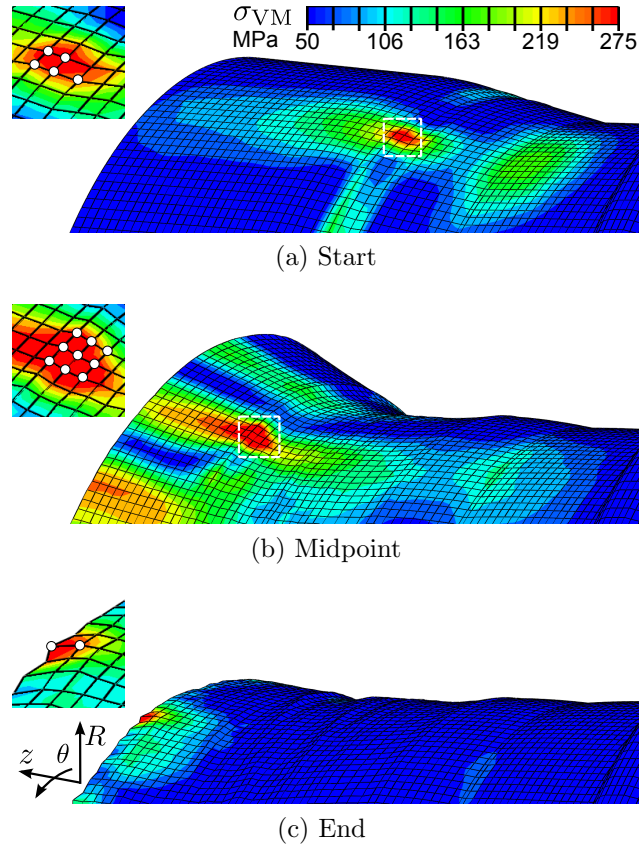 σVM
MPa 50 106 163 219 275
(a) Start
(b) Midpoint
z θ R
(c) End